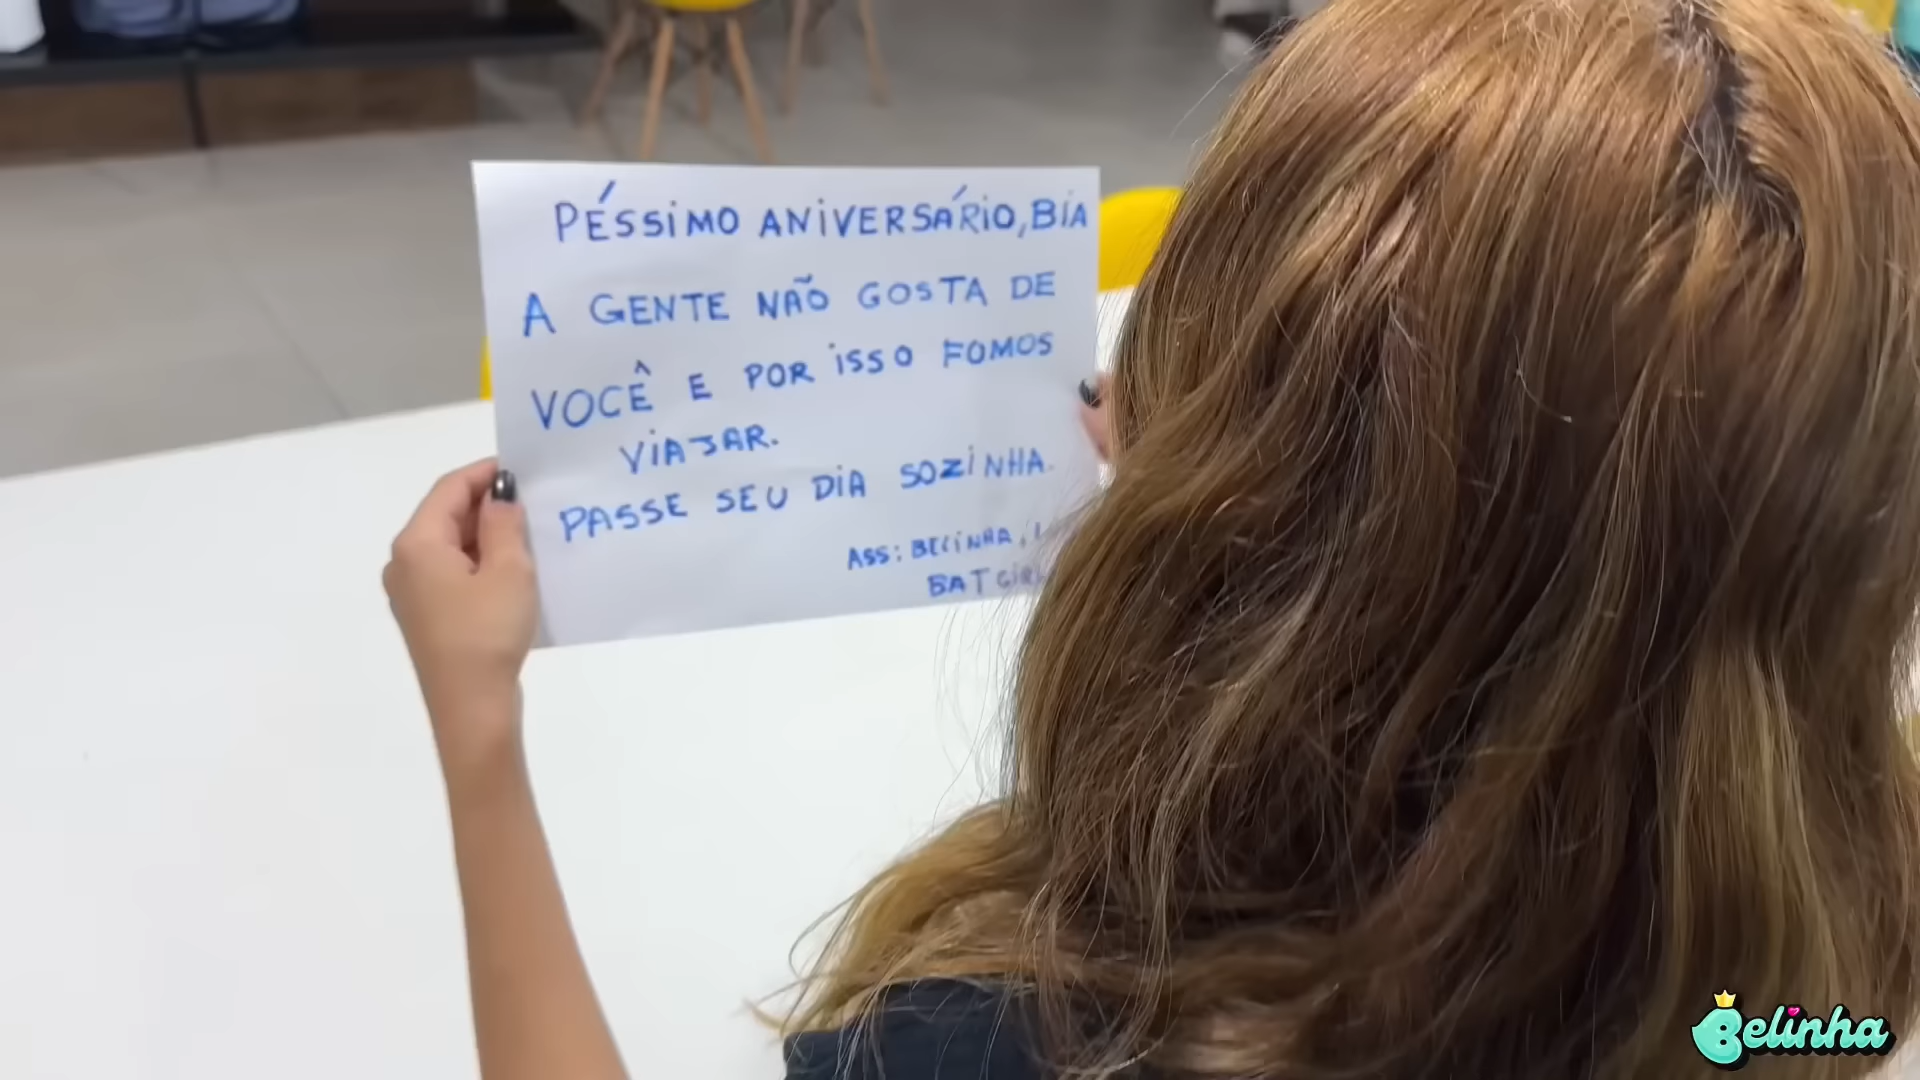 PÉSSIMO ANIVERSÁRIO, BIA
A GENTE NÃO GOSTA DE
VOCÊ E POR ISSO FOMOS
VIAJAR.
PASSE SEU DIA SOZINHA.
ASS: BELINHA,
BATGIRL
Belinha